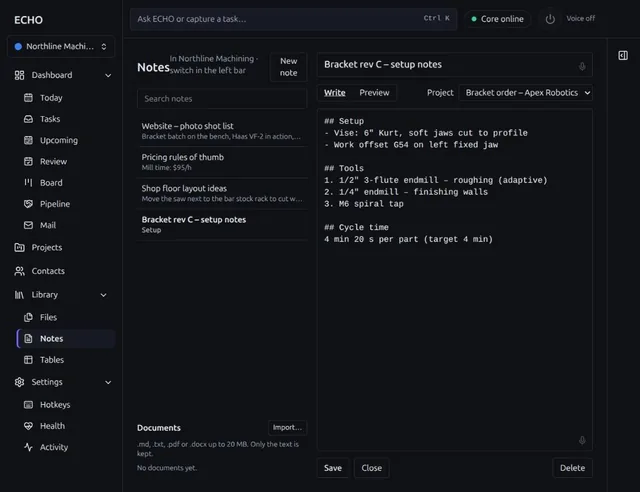 ECHO
Ask ECHO or capture a task…
Ctrl K
Core online
Voice off
Northline Machi…
Dashboard
Today
Tasks
Upcoming
Review
Board
Pipeline
Mail
Projects
Contacts
Library
Files
Notes
Tables
Settings
Hotkeys
Health
Activity
Notes
In Northline Machining ·
switch in the left bar
New
note
Search notes
Website – photo shot list
Bracket batch on the bench, Haas VF-2 in action,…
Pricing rules of thumb
Mill time: $95/h
Shop floor layout ideas
Move the saw next to the bar stock rack to cut w…
Bracket rev C – setup notes
Setup
Documents
Import…
.md, .txt, .pdf or .docx up to 20 MB. Only the text is
kept.
No documents yet.
Bracket rev C – setup notes
Write
Preview
Project
Bracket order – Apex Robotics
## Setup
- Vise: 6" Kurt, soft jaws cut to profile
- Work offset G54 on left fixed jaw
## Tools
1. 1/2" 3-flute endmill – roughing (adaptive)
2. 1/4" endmill – finishing walls
3. M6 spiral tap
## Cycle time
4 min 20 s per part (target 4 min)
Save
Close
Delete